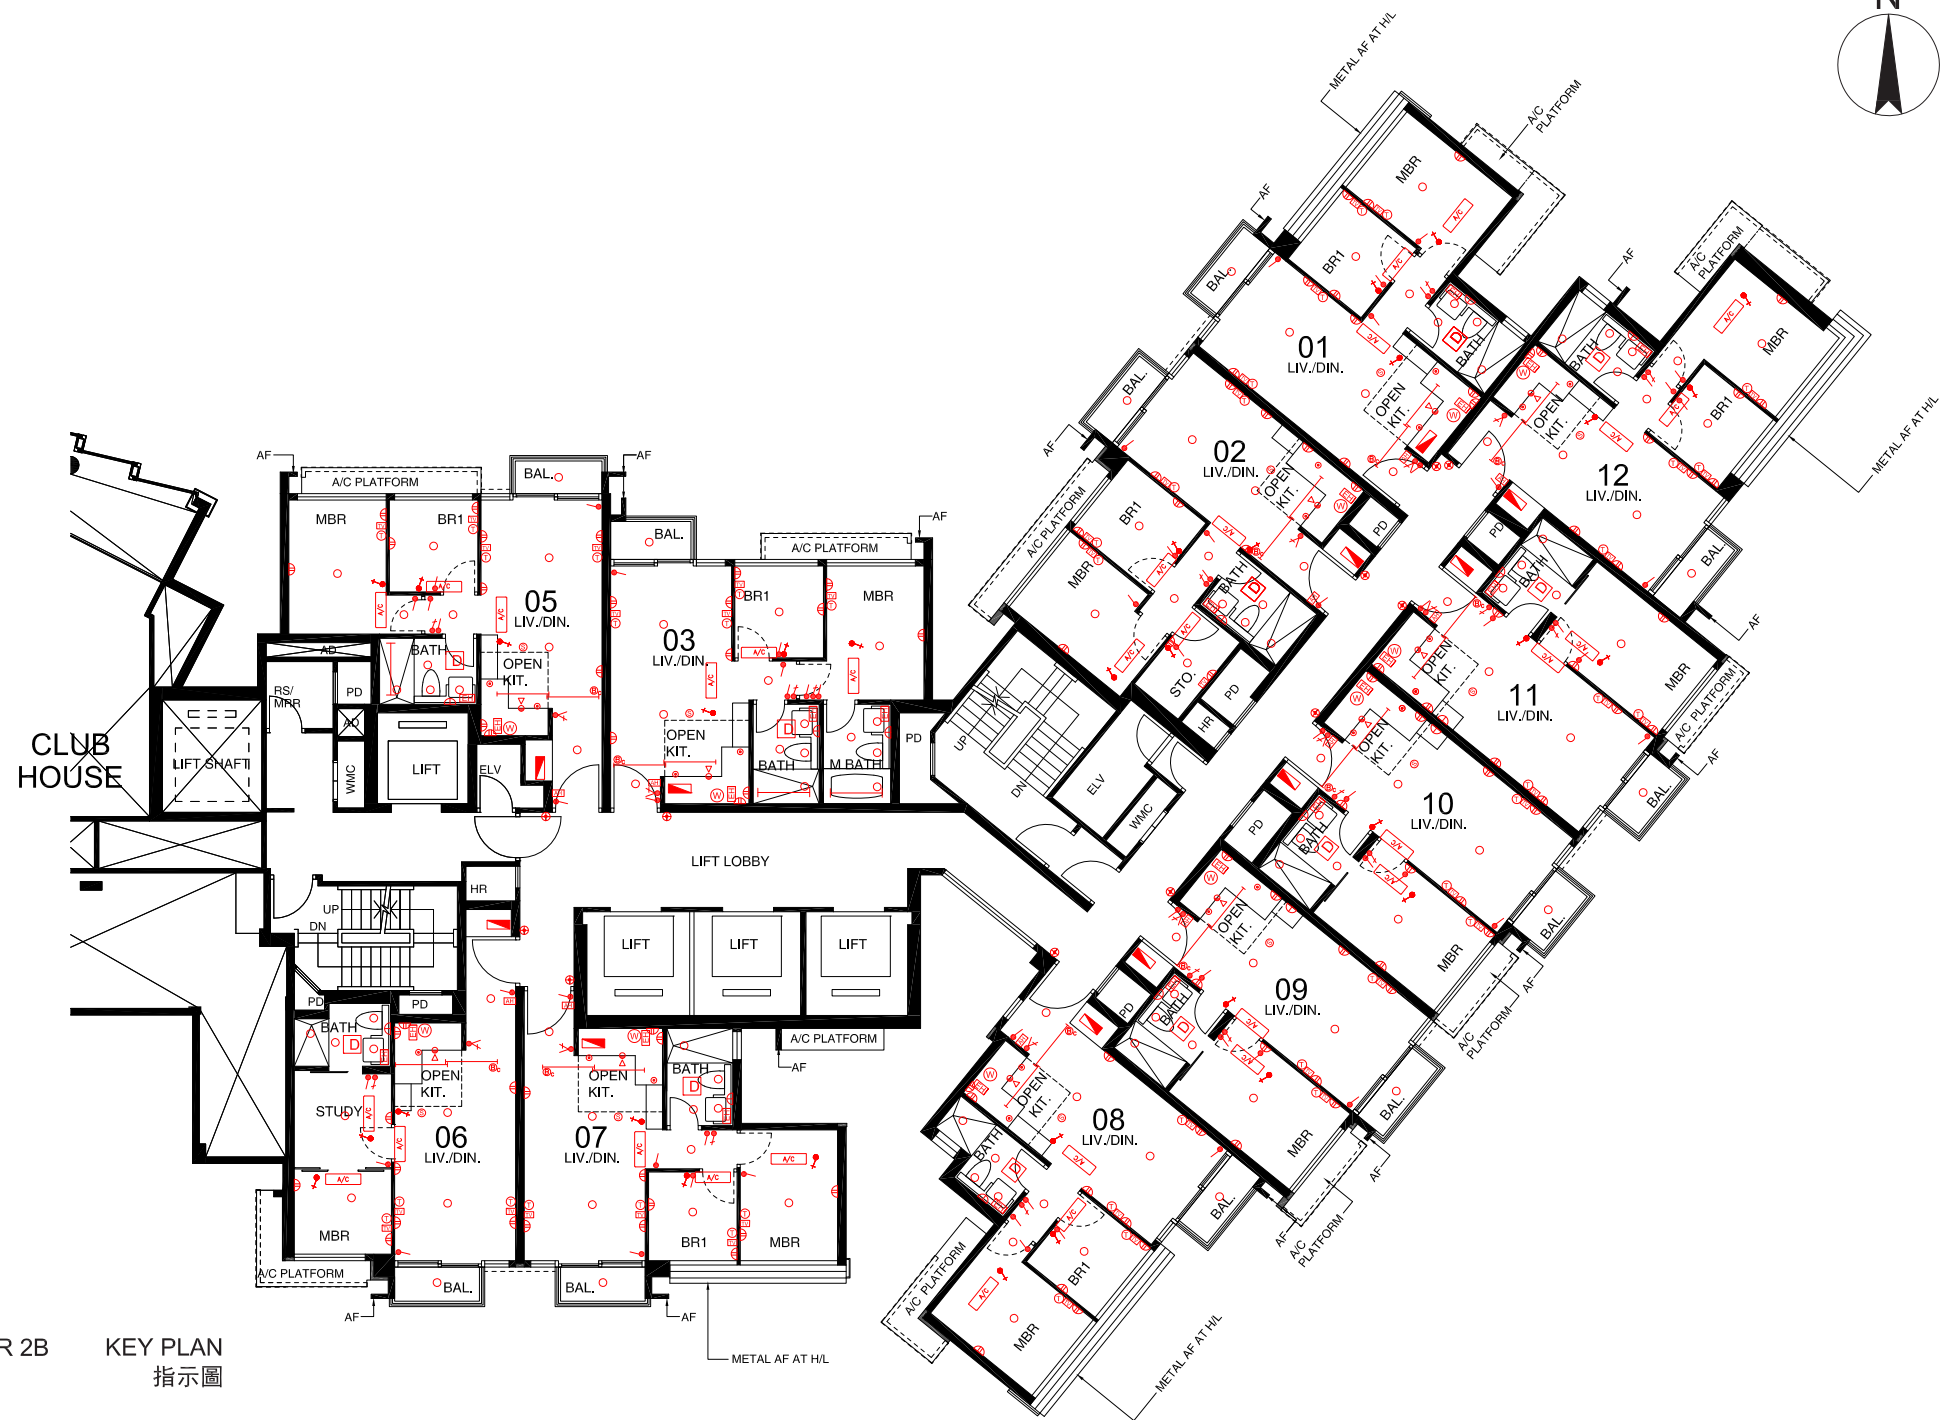 N
METAL AF AT H/L
A/C
PLATFORM
MBR
AF
BR1
BAL.
A/C
01
LIV./DIN.
BATH
D
OPEN
KIT.
AF
A/C
PLATFORM
MBR
BR1
BATH
D
OPEN
KIT.
12
LIV./DIN.
METAL AF AT H/L
BAL.
AF
BAL.
AF
02
LIV./DIN.
OPEN
KIT.
PD
A/C PLATFORM
BR1
MBR
BATH
D
STO.
PD
HR
PD
BATH
D
OPEN
KIT.
11
LIV./DIN.
MBR
A/C PLATFORM
AF
BAL.
OPEN
KIT.
10
LIV./DIN.
PD
BATH
D
MBR
BAL.
AF
A/C
PLATFORM
OPEN
KIT.
09
LIV./DIN.
PD
BATH
D
MBR
BAL.
AF
AF
A/C
PLATFORM
OPEN
KIT.
08
LIV./DIN.
BATH
D
BAL.
BR1
MBR
A/C PLATFORM
METAL AF AT H/L
AF
A/C PLATFORM
BAL.
AF
MBR
BR1
05
LIV./DIN.
BATH
D
OPEN
KIT.
BAL.
A/C PLATFORM
AF
03
LIV./DIN.
BR1
MBR
OPEN
KIT.
BATH
D
M BATH
PD
AD
RS/
MRR
PD
AD
WMC
LIFT
ELV
CLUB
HOUSE
LIFT SHAFT
UP
DN
ELV
WMC
LIFT LOBBY
HR
UP
DN
LIFT
LIFT
LIFT
PD
PD
BATH
D
STUDY
OPEN
KIT.
06
LIV./DIN.
MBR
A/C PLATFORM
BAL.
AF
07
LIV./DIN.
OPEN
KIT.
BATH
D
A/C PLATFORM
AF
BR1
MBR
BAL.
AF
METAL AF AT H/L
R 2B
KEY PLAN
指示圖